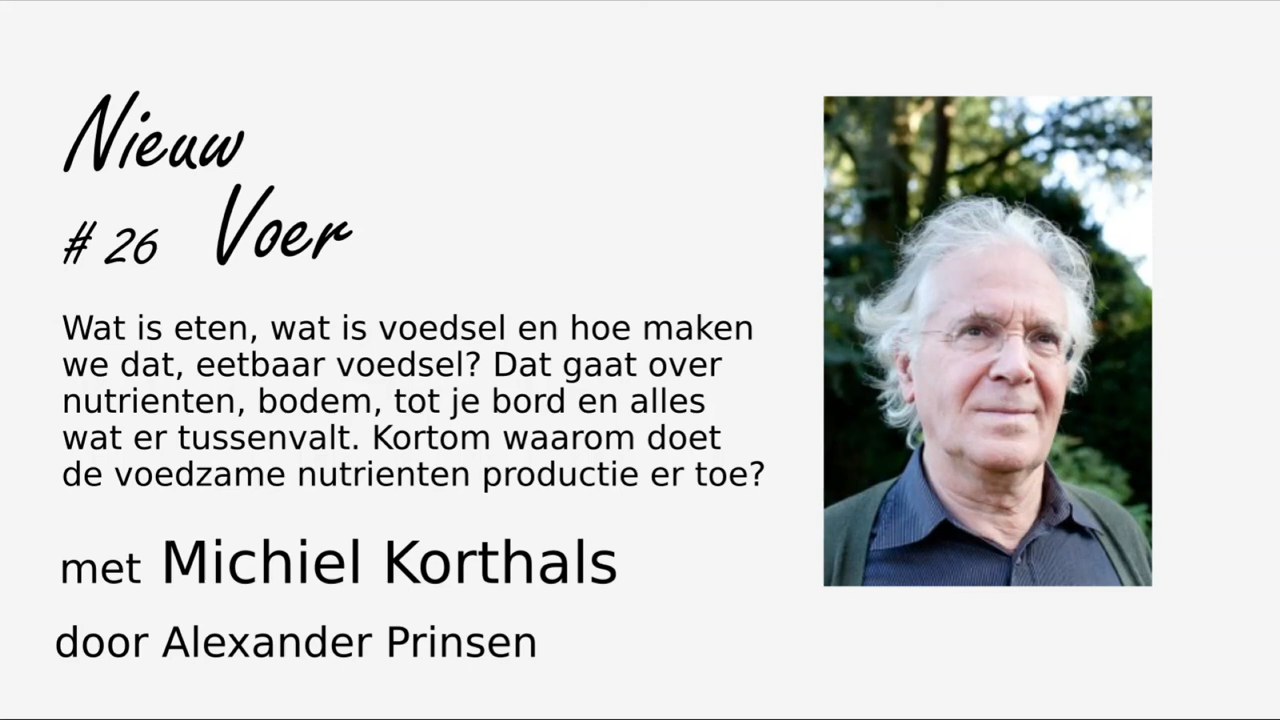 Nieuw
# 26 Voer
Wat is eten, wat is voedsel en hoe maken
we dat, eetbaar voedsel? Dat gaat over
nutrienten, bodem, tot je bord en alles
wat er tussenvalt. Kortom waarom doet
de voedzame nutrienten productie er toe?
met Michiel Korthals
door Alexander Prinsen